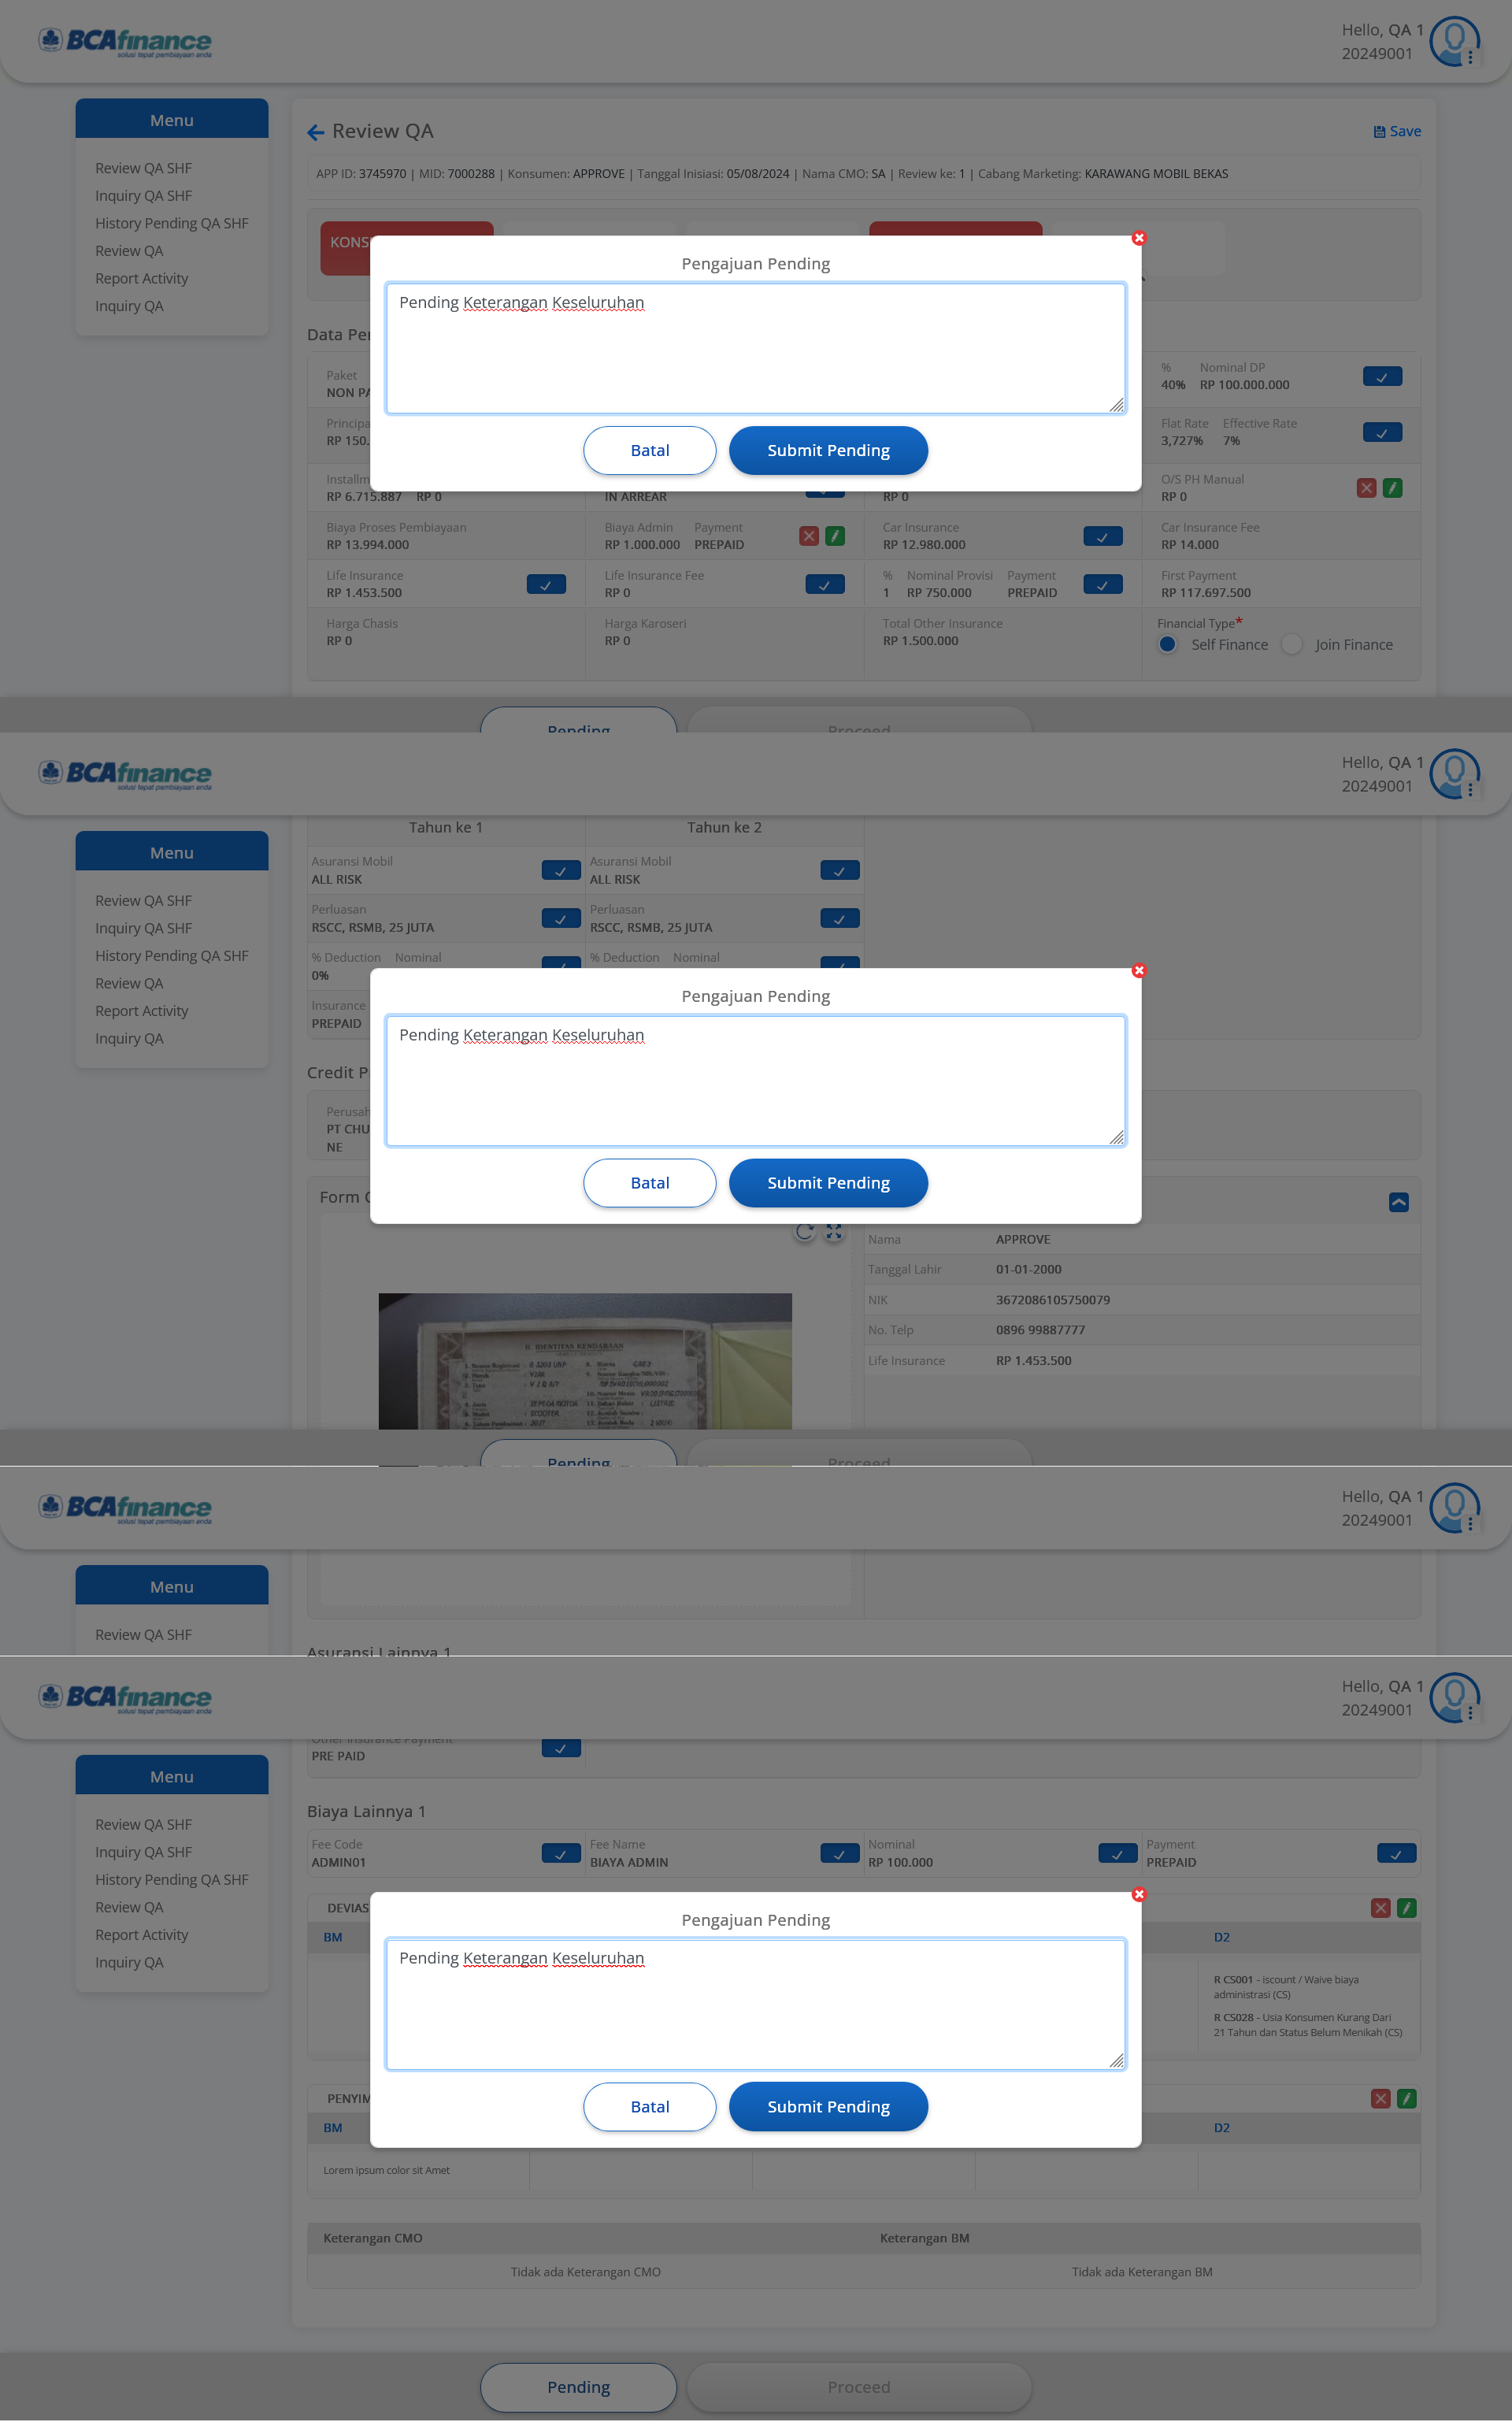 BCAfinance
solusi tepat pembiayaan anda
Hello, QA 1
20249001
Menu
Review QA SHF
Inquiry QA SHF
History Pending QA SHF
Review QA
Report Activity
Inquiry QA
Review QA
Save
APP ID: 3745970 | MID: 7000288 | Konsumen: APPROVE | Tanggal Inisiasi: 05/08/2024 | Nama CMO: SA | Review ke: 1 | Cabang Marketing: KARAWANG MOBIL BEKAS
KONS
Pengajuan Pending
Pending Keterangan Keseluruhan
Batal Submit Pending
Data Pe
Paket
NON PA
% Nominal DP
40% RP 100.000.000
Principa
RP 150.
Flat Rate Effective Rate
3,727% 7%
Installm
RP 6.715.887 RP 0
IN ARREAR
RP 0
O/S PH Manual
RP 0
Biaya Proses Pembiayaan
RP 13.994.000
Biaya Admin Payment
RP 1.000.000 PREPAID
Car Insurance
RP 12.980.000
Car Insurance Fee
RP 14.000
Life Insurance
RP 1.453.500
Life Insurance Fee
RP 0
% Nominal Provisi Payment
1 RP 750.000 PREPAID
First Payment
RP 117.697.500
Harga Chasis
RP 0
Harga Karoseri
RP 0
Total Other Insurance
RP 1.500.000
Financial Type*
Self Finance Join Finance
Pending Proceed
BCAfinance
solusi tepat pembiayaan anda
Hello, QA 1
20249001
Menu
Review QA SHF
Inquiry QA SHF
History Pending QA SHF
Review QA
Report Activity
Inquiry QA
Tahun ke 1 Tahun ke 2
Asuransi Mobil
ALL RISK
Asuransi Mobil
ALL RISK
Perluasan
RSCC, RSMB, 25 JUTA
Perluasan
RSCC, RSMB, 25 JUTA
% Deduction Nominal
0%
% Deduction Nominal
Insurance
PREPAID
Pengajuan Pending
Pending Keterangan Keseluruhan
Batal Submit Pending
Credit P
Perusah
PT CHU
NE
Form C
Nama APPROVE
Tanggal Lahir 01-01-2000
NIK 3672086105750079
No. Telp 0896 99887777
Life Insurance RP 1.453.500
IDENTITAS KENDARAAN
Pending Proceed
BCAfinance
solusi tepat pembiayaan anda
Hello, QA 1
20249001
Menu
Review QA SHF
Asuransi Lainnya 1
BCAfinance
solusi tepat pembiayaan anda
Hello, QA 1
20249001
Menu
Review QA SHF
Inquiry QA SHF
History Pending QA SHF
Review QA
Report Activity
Inquiry QA
Other Insurance Payment
PRE PAID
Biaya Lainnya 1
Fee Code
ADMIN01
Fee Name
BIAYA ADMIN
Nominal
RP 100.000
Payment
PREPAID
DEVIAS
BM D2
R CS001 - iscount / Waive biaya
administrasi (CS)
R CS028 - Usia Konsumen Kurang Dari
21 Tahun dan Status Belum Menikah (CS)
Pengajuan Pending
Pending Keterangan Keseluruhan
Batal Submit Pending
PENYIM
BM D2
Lorem ipsum color sit Amet
Keterangan CMO Keterangan BM
Tidak ada Keterangan CMO Tidak ada Keterangan BM
Pending Proceed